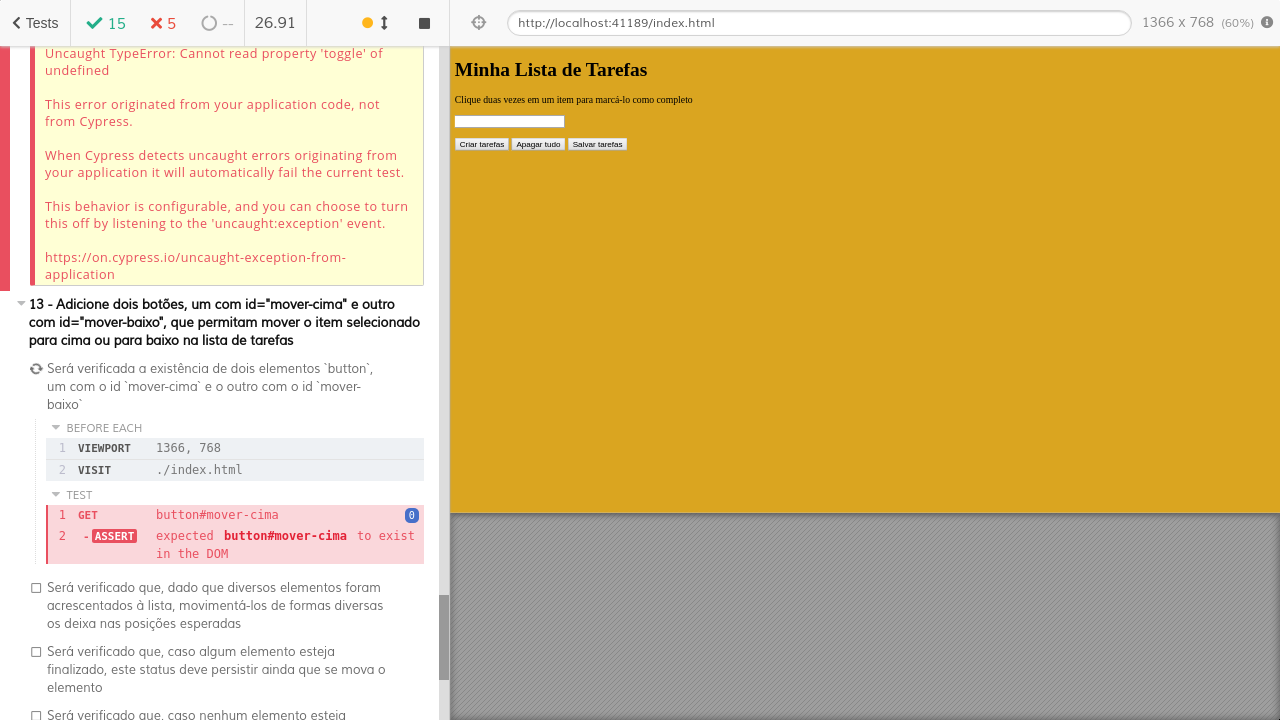 Tests 15 5 -- 26.91 http://localhost:41189/index.html 1366 x 768 (60%)
Uncaught TypeError: Cannot read property 'toggle' of
undefined
This error originated from your application code, not
from Cypress.
When Cypress detects uncaught errors originating from
your application it will automatically fail the current test.
This behavior is configurable, and you can choose to turn
this off by listening to the 'uncaught:exception' event.
https://on.cypress.io/uncaught-exception-from-
application
13 - Adicione dois botões, um com id="mover-cima" e outro
com id="mover-baixo", que permitam mover o item selecionado
para cima ou para baixo na lista de tarefas
Será verificada a existência de dois elementos `button`,
um com o id `mover-cima` e o outro com o id `mover-
baixo`
BEFORE EACH
1 VIEWPORT 1366, 768
2 VISIT ./index.html
TEST
1 GET button#mover-cima 0
2 -ASSERT expected button#mover-cima to exist
in the DOM
Será verificado que, dado que diversos elementos foram
acrescentados à lista, movimentá-los de formas diversas
os deixa nas posições esperadas
Será verificado que, caso algum elemento esteja
finalizado, este status deve persistir ainda que se mova o
elemento
Será verificado que, caso nenhum elemento esteja
Minha Lista de Tarefas
Clique duas vezes em um item para marcá-lo como completo
Criar tarefas Apagar tudo Salvar tarefas